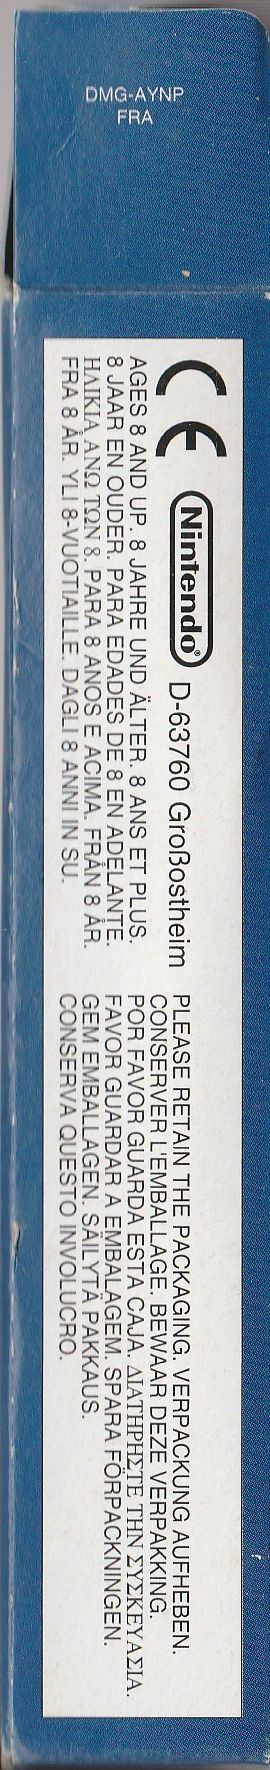 DMG-AYNP
FRA
CE
Nintendo® D-63760 Großostheim
AGES 8 AND UP. 8 JAHRE UND ÄLTER. 8 ANS ET PLUS.
8 JAAR EN OUDER. PARA EDADES DE 8 EN ADELANTE.
ΗΛΙΚΙΑ ΑΝΩ ΤΩΝ 8. PARA 8 ANOS E ACIMA. FRÅN 8 ÅR.
FRA 8 ÅR. YLI 8-VUOTIAILLE. DAGLI 8 ANNI IN SU.
PLEASE RETAIN THE PACKAGING. VERPACKUNG AUFHEBEN.
CONSERVER L'EMBALLAGE. BEWAAR DEZE VERPAKKING.
POR FAVOR GUARDA ESTA CAJA. ΔΙΑΤΗΡΗΣΤΕ ΤΗΝ ΣΥΣΚΕΥΑΣΙΑ.
FAVOR GUARDAR A EMBALAGEM. SPARA FÖRPACKNINGEN.
GEM EMBALLAGEN. SÄILYTÄ PAKKAUS.
CONSERVA QUESTO INVOLUCRO.